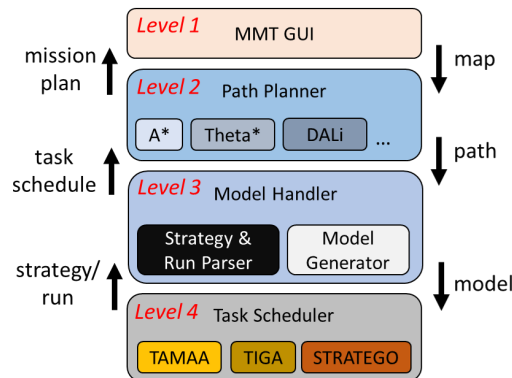 Level 1
MMT GUI
mission
plan
map
Level 2
Path Planner
A* Theta* DALi ...
task
schedule
path
Level 3
Model Handler
Strategy &
Run Parser
Model
Generator
strategy/
run
model
Level 4
Task Scheduler
TAMAA TIGA STRATEGO